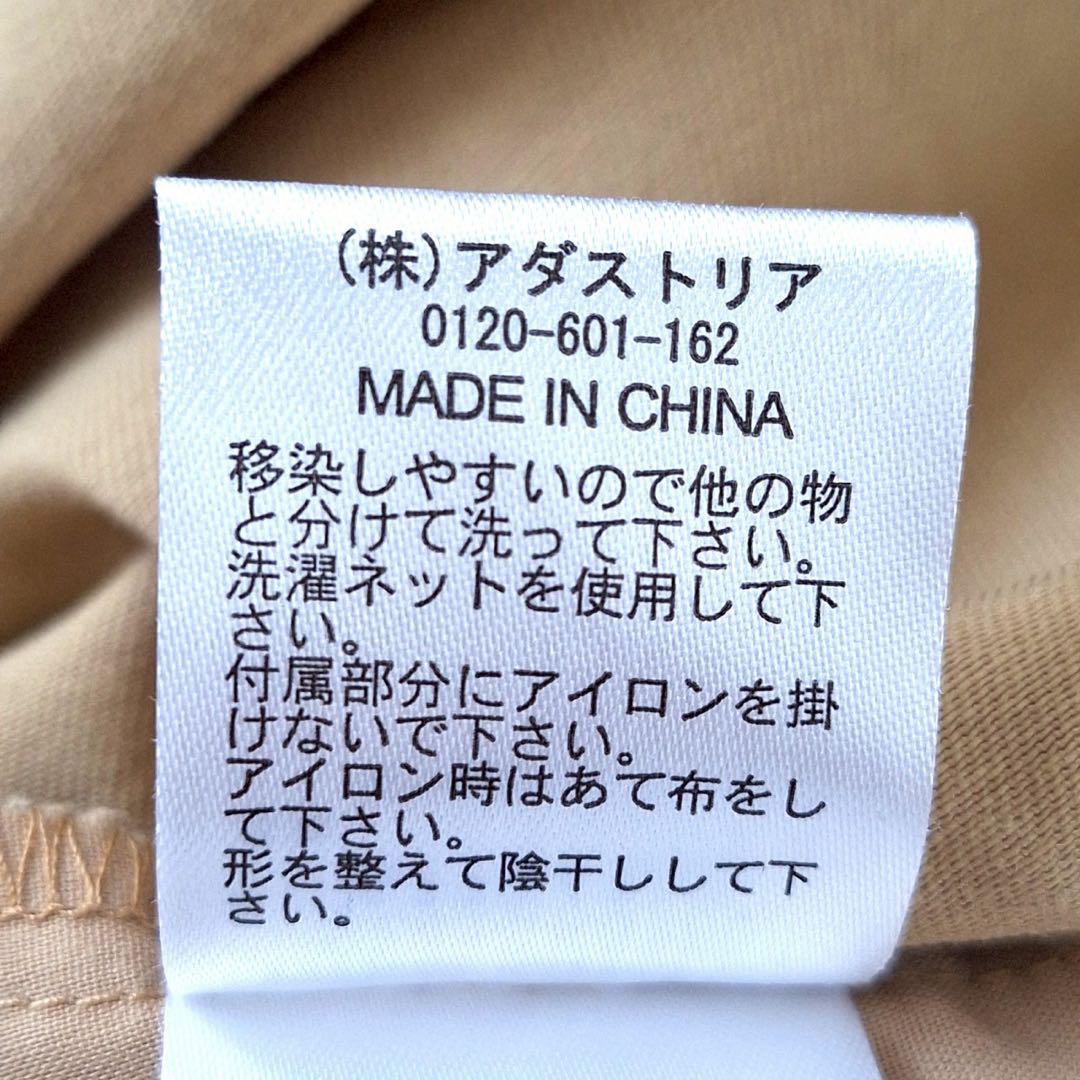 (株)アダストリア
0120-601-162
MADE IN CHINA
移染しやすいので他の物
と分けて洗って下さい。
洗濯ネットを使用して下
さい。
付属部分にアイロンを掛
けないで下さい。
アイロン時はあて布をし
て下さい。
形を整えて陰干しして下
さい。